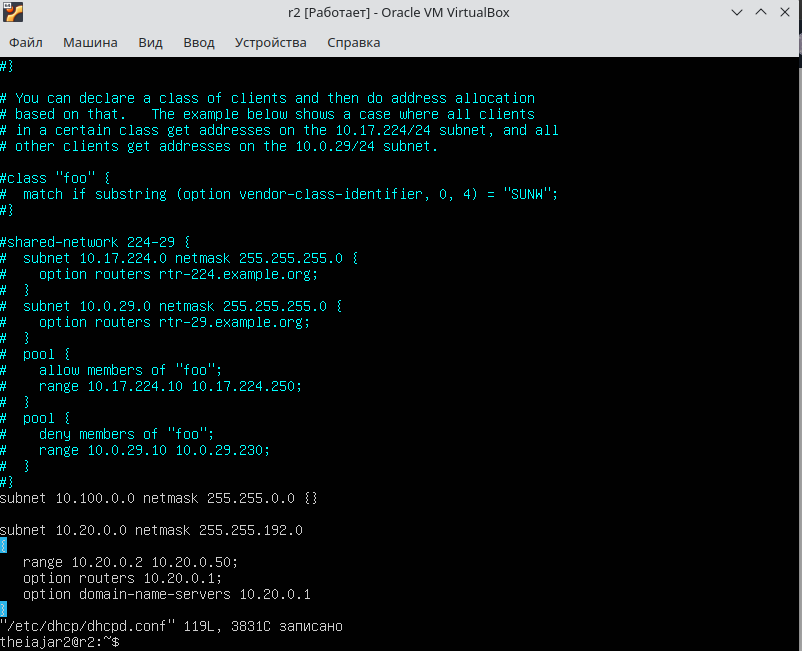 r2 [Работает] - Oracle VM VirtualBox
Файл Машина Вид Ввод Устройства Справка
#}
# You can declare a class of clients and then do address allocation
# based on that.   The example below shows a case where all clients
# in a certain class get addresses on the 10.17.224/24 subnet, and all
# other clients get addresses on the 10.0.29/24 subnet.
#class "foo" {
#  match if substring (option vendor-class-identifier, 0, 4) = "SUNW";
#}
#shared-network 224-29 {
#  subnet 10.17.224.0 netmask 255.255.255.0 {
#    option routers rtr-224.example.org;
#  }
#  subnet 10.0.29.0 netmask 255.255.255.0 {
#    option routers rtr-29.example.org;
#  }
#  pool {
#    allow members of "foo";
#    range 10.17.224.10 10.17.224.250;
#  }
#  pool {
#    deny members of "foo";
#    range 10.0.29.10 10.0.29.230;
#  }
#}
subnet 10.100.0.0 netmask 255.255.0.0 {}
subnet 10.20.0.0 netmask 255.255.192.0
{
   range 10.20.0.2 10.20.0.50;
   option routers 10.20.0.1;
   option domain-name-servers 10.20.0.1
}
"/etc/dhcp/dhcpd.conf" 119L, 3831C записано
theiajar2@r2:~$